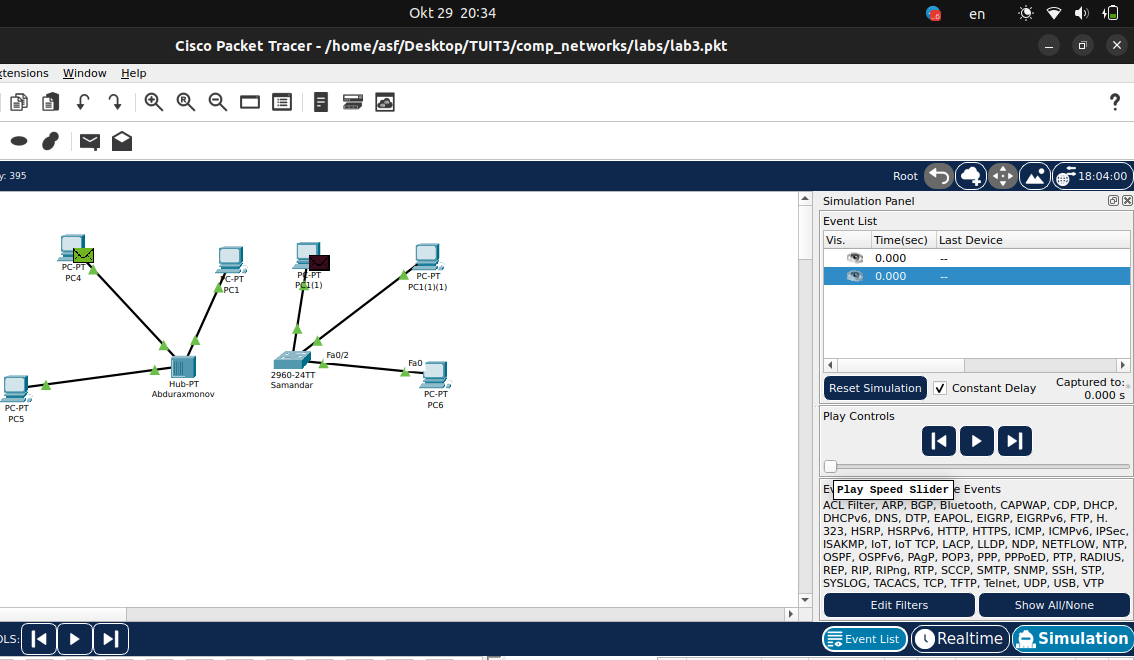 Okt 29 20:34
en
Cisco Packet Tracer - /home/asf/Desktop/TUIT3/comp_networks/labs/lab3.pkt
xtensions Window Help
y: 395
Root
18:04:00
Simulation Panel
Event List
Vis. Time(sec) Last Device
0.000 --
0.000 --
Reset Simulation
Constant Delay
Captured to:
0.000 s
Play Controls
Play Speed Slider
e Events
ACL Filter, ARP, BGP, Bluetooth, CAPWAP, CDP, DHCP,
DHCPv6, DNS, DTP, EAPOL, EIGRP, EIGRPv6, FTP, H.
323, HSRP, HSRPv6, HTTP, HTTPS, ICMP, ICMPv6, IPSec,
ISAKMP, IoT, IoT TCP, LACP, LLDP, NDP, NETFLOW, NTP,
OSPF, OSPFv6, PAgP, POP3, PPP, PPPoED, PTP, RADIUS,
REP, RIP, RIPng, RTP, SCCP, SMTP, SNMP, SSH, STP,
SYSLOG, TACACS, TCP, TFTP, Telnet, UDP, USB, VTP
Edit Filters
Show All/None
PC-PT
PC4
PC-PT
PC1
PC-PT
PC1(1)
PC-PT
PC1(1)(1)
Hub-PT
Abduraxmonov
Fa0/2
2960-24TT
Samandar
Fa0
PC-PT
PC6
PC-PT
PC5
OLS:
Event List
Realtime
Simulation